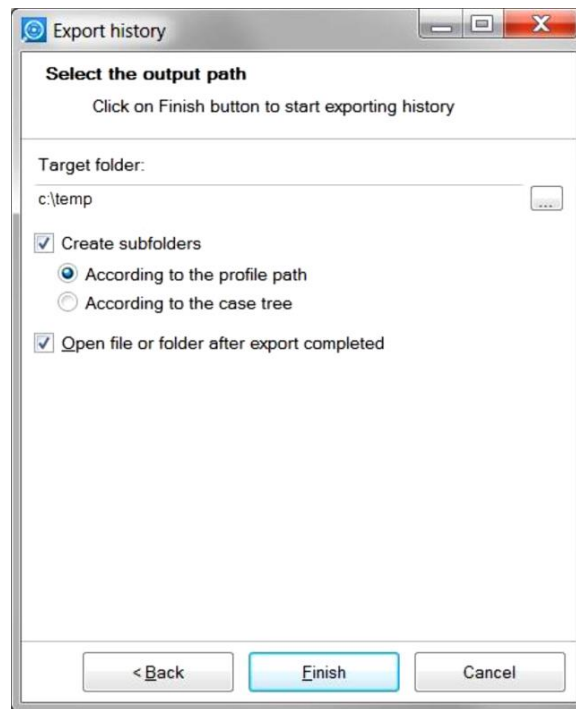 Export history
Select the output path
Click on Finish button to start exporting history
Target folder:
c:\temp
...
Create subfolders
According to the profile path
According to the case tree
Open file or folder after export completed
< Back Finish Cancel